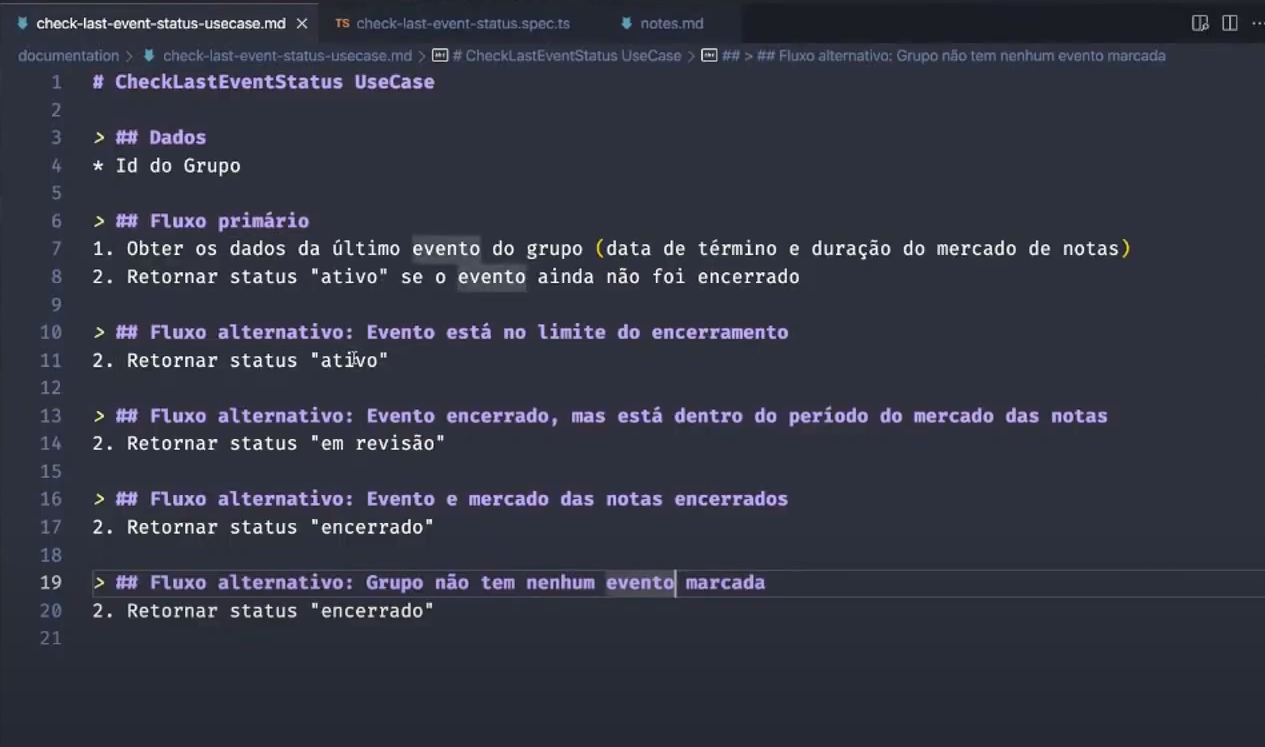 check-last-event-status-usecase.md
TS check-last-event-status.spec.ts
notes.md
documentation > check-last-event-status-usecase.md > # CheckLastEventStatus UseCase > ## > ## Fluxo alternativo: Grupo não tem nenhum evento marcada
1 # CheckLastEventStatus UseCase
2
3 > ## Dados
4 * Id do Grupo
5
6 > ## Fluxo primário
7 1. Obter os dados da último evento do grupo (data de término e duração do mercado de notas)
8 2. Retornar status "ativo" se o evento ainda não foi encerrado
9
10 > ## Fluxo alternativo: Evento está no limite do encerramento
11 2. Retornar status "ativo"
12
13 > ## Fluxo alternativo: Evento encerrado, mas está dentro do período do mercado das notas
14 2. Retornar status "em revisão"
15
16 > ## Fluxo alternativo: Evento e mercado das notas encerrados
17 2. Retornar status "encerrado"
18
19 > ## Fluxo alternativo: Grupo não tem nenhum evento marcada
20 2. Retornar status "encerrado"
21